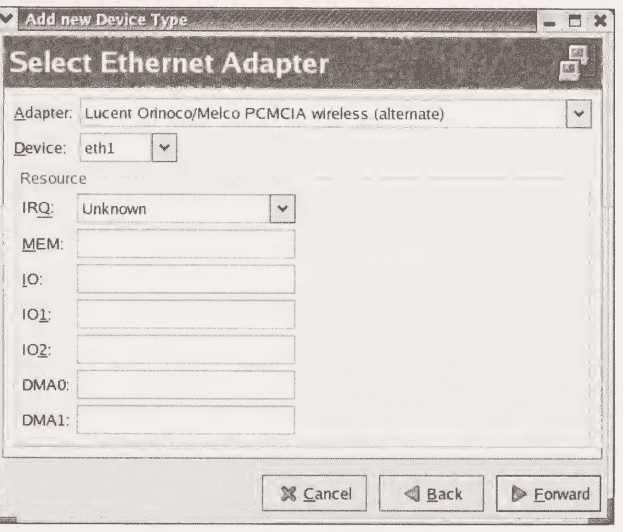 Add new Device Type
Select Ethernet Adapter
Adapter: Lucent Orinoco/Melco PCMCIA wireless (alternate)
Device: eth1
Resource
IRQ: Unknown
MEM:
IO:
IO1:
IO2:
DMA0:
DMA1:
Cancel Back Forward